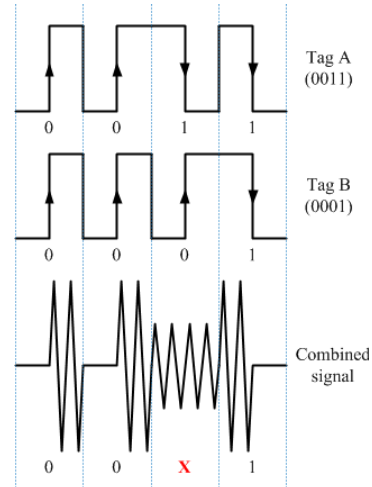 Tag A
(0011)
0 0 1 1
Tag B
(0001)
0 0 0 1
Combined
signal
0 0 X 1